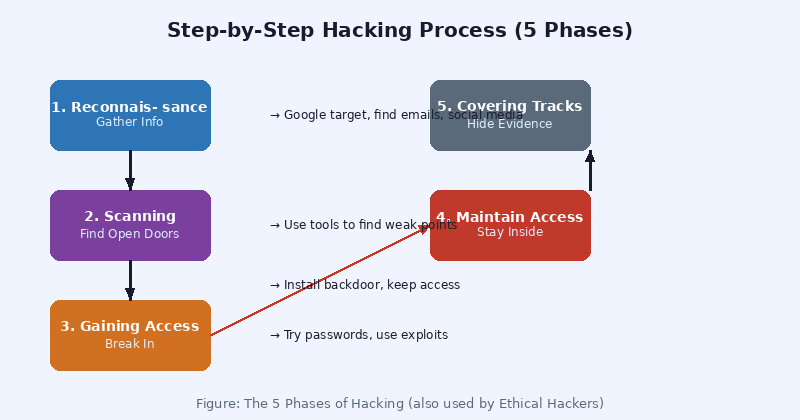 Step-by-Step Hacking Process (5 Phases)
1. Reconnais- sance
Gather Info
→ Google target, find emails, social media
5. Covering Tracks
Hide Evidence
2. Scanning
Find Open Doors
→ Use tools to find weak points
4. Maintain Access
Stay Inside
→ Install backdoor, keep access
3. Gaining Access
Break In
→ Try passwords, use exploits
Figure: The 5 Phases of Hacking (also used by Ethical Hackers)